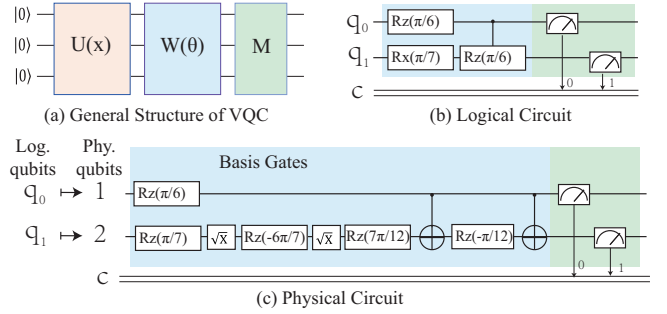 |0⟩
|0⟩
|0⟩
U(x)
W(θ)
M
(a) General Structure of VQC
q0
q1
c
Rz(π/6)
Rx(π/7)
Rz(π/6)
0
1
(b) Logical Circuit
Log. qubits
Phy. qubits
Basis Gates
q0 ↦ 1
q1 ↦ 2
c
Rz(π/6)
Rz(π/7)
√x
Rz(-6π/7)
√x
Rz(7π/12)
Rz(-π/12)
0
1
(c) Physical Circuit